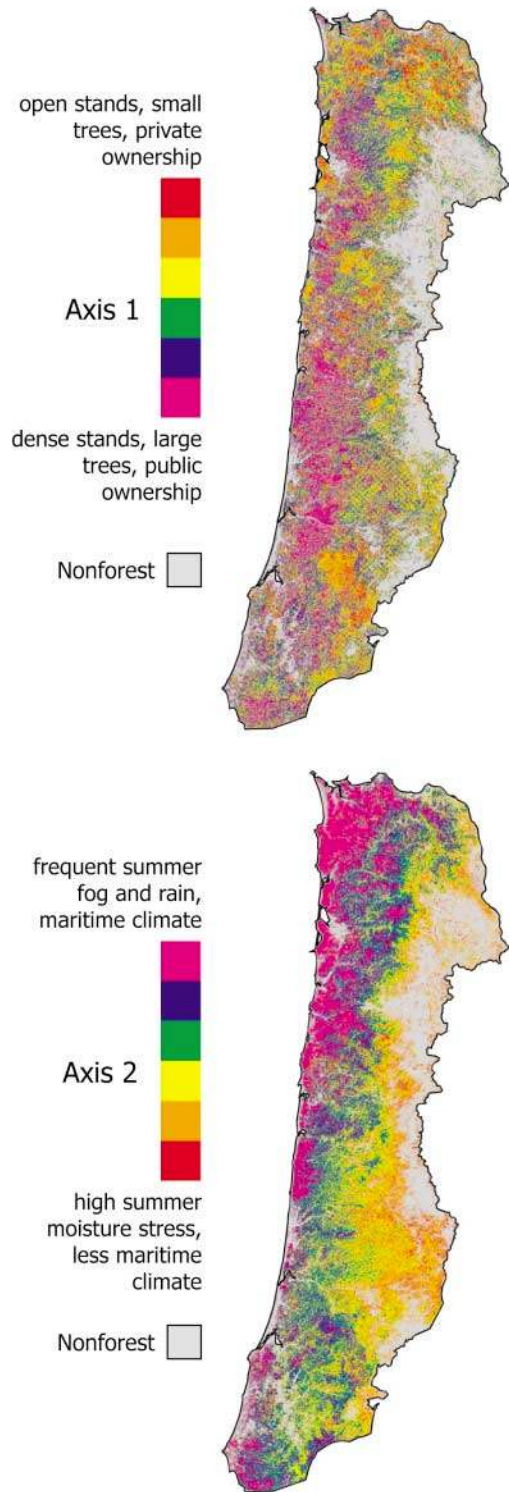 open stands, small
trees, private
ownership
Axis 1
dense stands, large
trees, public
ownership
Nonforest
frequent summer
fog and rain,
maritime climate
Axis 2
high summer
moisture stress,
less maritime
climate
Nonforest